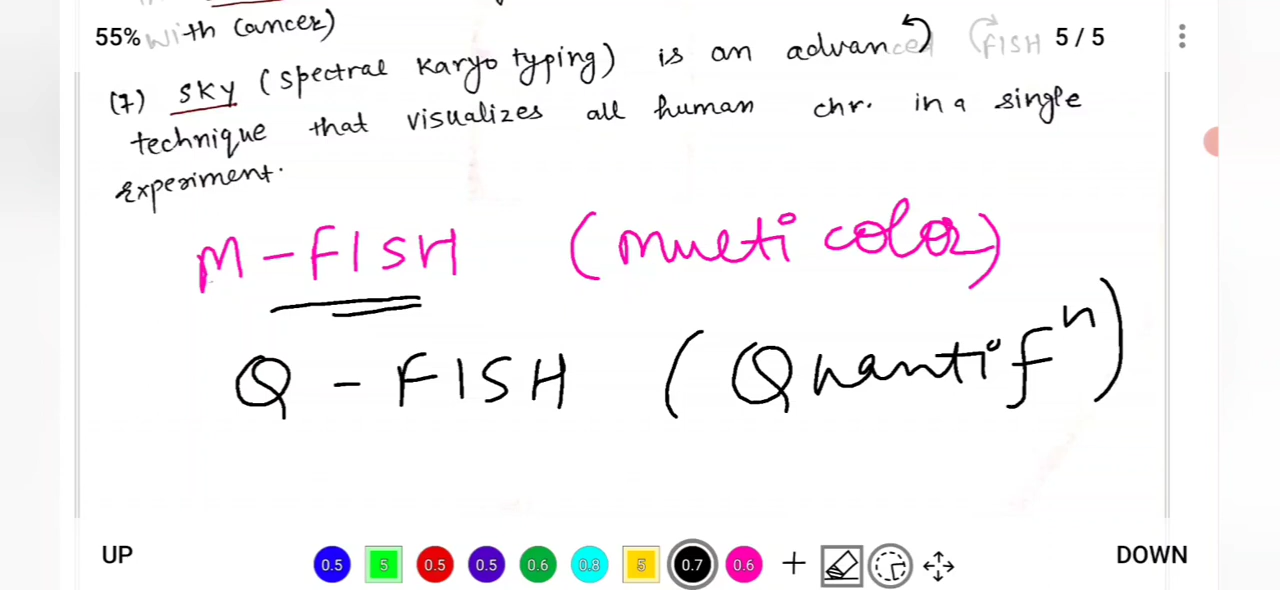 55% with Cancer)
(7) SKY (Spectral Karyo typing) is an advanced FISH 5 / 5
technique that visualizes all human chr. in a single
experiment.
M-FISH (multi color)
Q-FISH (Quantifⁿ)
UP 0.5 5 0.5 0.5 0.6 0.8 5 0.7 0.6 DOWN